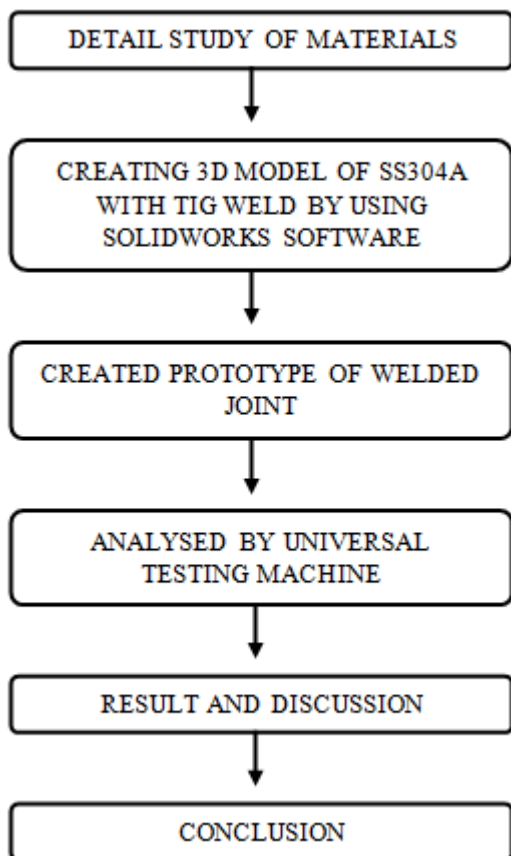 DETAIL STUDY OF MATERIALS
CREATING 3D MODEL OF SS304A
WITH TIG WELD BY USING
SOLIDWORKS SOFTWARE
CREATED PROTOTYPE OF WELDED
JOINT
ANALYSED BY UNIVERSAL
TESTING MACHINE
RESULT AND DISCUSSION
CONCLUSION